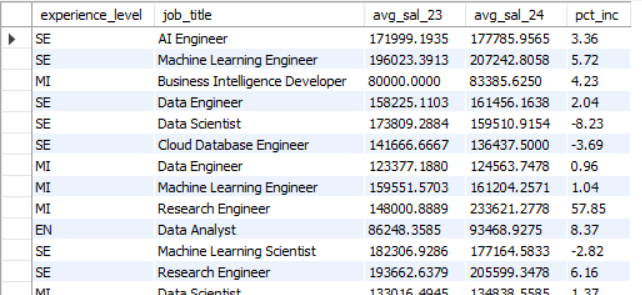 experience_level job_title avg_sal_23 avg_sal_24 pct_inc
SE AI Engineer 171999.1935 177785.9565 3.36
SE Machine Learning Engineer 196023.3913 207242.8058 5.72
MI Business Intelligence Developer 80000.0000 83385.6250 4.23
SE Data Engineer 158225.1103 161456.1638 2.04
SE Data Scientist 173809.2884 159510.9154 -8.23
SE Cloud Database Engineer 141666.6667 136437.5000 -3.69
MI Data Engineer 123377.1880 124563.7478 0.96
MI Machine Learning Engineer 159551.5703 161204.2571 1.04
MI Research Engineer 148000.8889 233621.2778 57.85
EN Data Analyst 86248.3585 93468.9275 8.37
SE Machine Learning Scientist 182306.9286 177164.5833 -2.82
SE Research Engineer 193662.6379 205599.3478 6.16
MI Data Scientist 133016.4945 134838.5585 1.37